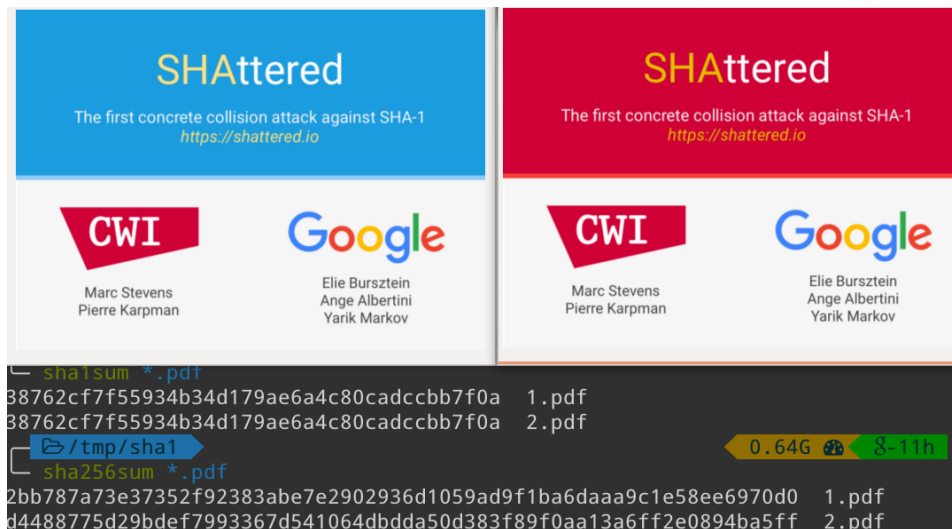 SHAttered
The first concrete collision attack against SHA-1
https://shattered.io
CWI
Marc Stevens
Pierre Karpman
Google
Elie Bursztein
Ange Albertini
Yarik Markov
SHAttered
The first concrete collision attack against SHA-1
https://shattered.io
CWI
Marc Stevens
Pierre Karpman
Google
Elie Bursztein
Ange Albertini
Yarik Markov
sha1sum *.pdf
38762cf7f55934b34d179ae6a4c80cadccbb7f0a 1.pdf
38762cf7f55934b34d179ae6a4c80cadccbb7f0a 2.pdf
/tmp/sha1 0.64G 8-11h
sha256sum *.pdf
2bb787a73e37352f92383abe7e2902936d1059ad9f1ba6daaa9c1e58ee6970d0 1.pdf
d4488775d29bdef7993367d541064dbdda50d383f89f0aa13a6ff2e0894ba5ff 2.pdf